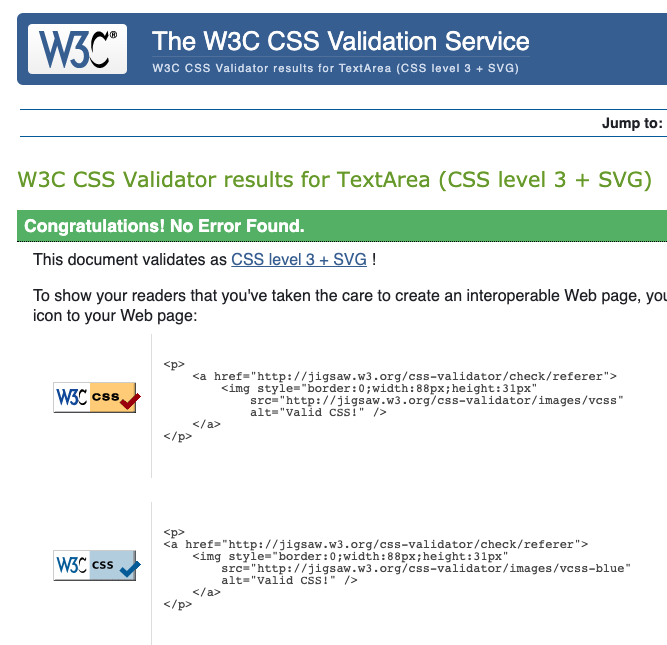 W3C®
The W3C CSS Validation Service
W3C CSS Validator results for TextArea (CSS level 3 + SVG)
Jump to:
W3C CSS Validator results for TextArea (CSS level 3 + SVG)
Congratulations! No Error Found.
This document validates as CSS level 3 + SVG !
To show your readers that you've taken the care to create an interoperable Web page, you
icon to your Web page:
W3C css
<p>
<a href="http://jigsaw.w3.org/css-validator/check/referer">
<img style="border:0;width:88px;height:31px"
src="http://jigsaw.w3.org/css-validator/images/vcss"
alt="Valid CSS!" />
</a>
</p>
W3C css
<p>
<a href="http://jigsaw.w3.org/css-validator/check/referer">
<img style="border:0;width:88px;height:31px"
src="http://jigsaw.w3.org/css-validator/images/vcss-blue"
alt="Valid CSS!" />
</a>
</p>